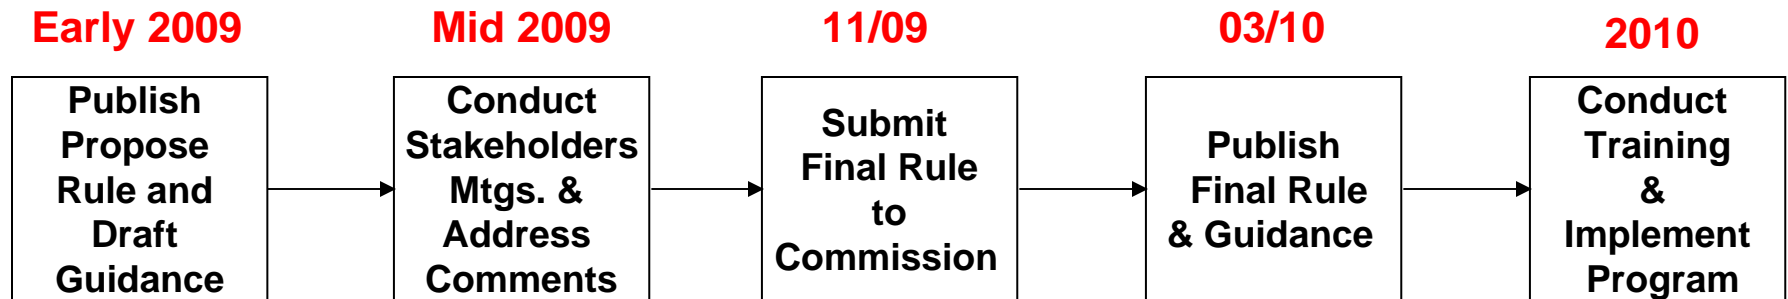 Early 2009
Mid 2009
11/09
03/10
2010
Publish
Propose
Rule and
Draft
Guidance
Conduct
Stakeholders
Mtgs. &
Address
Comments
Submit
Final Rule
to
Commission
Publish
Final Rule
& Guidance
Conduct
Training
&
Implement
Program